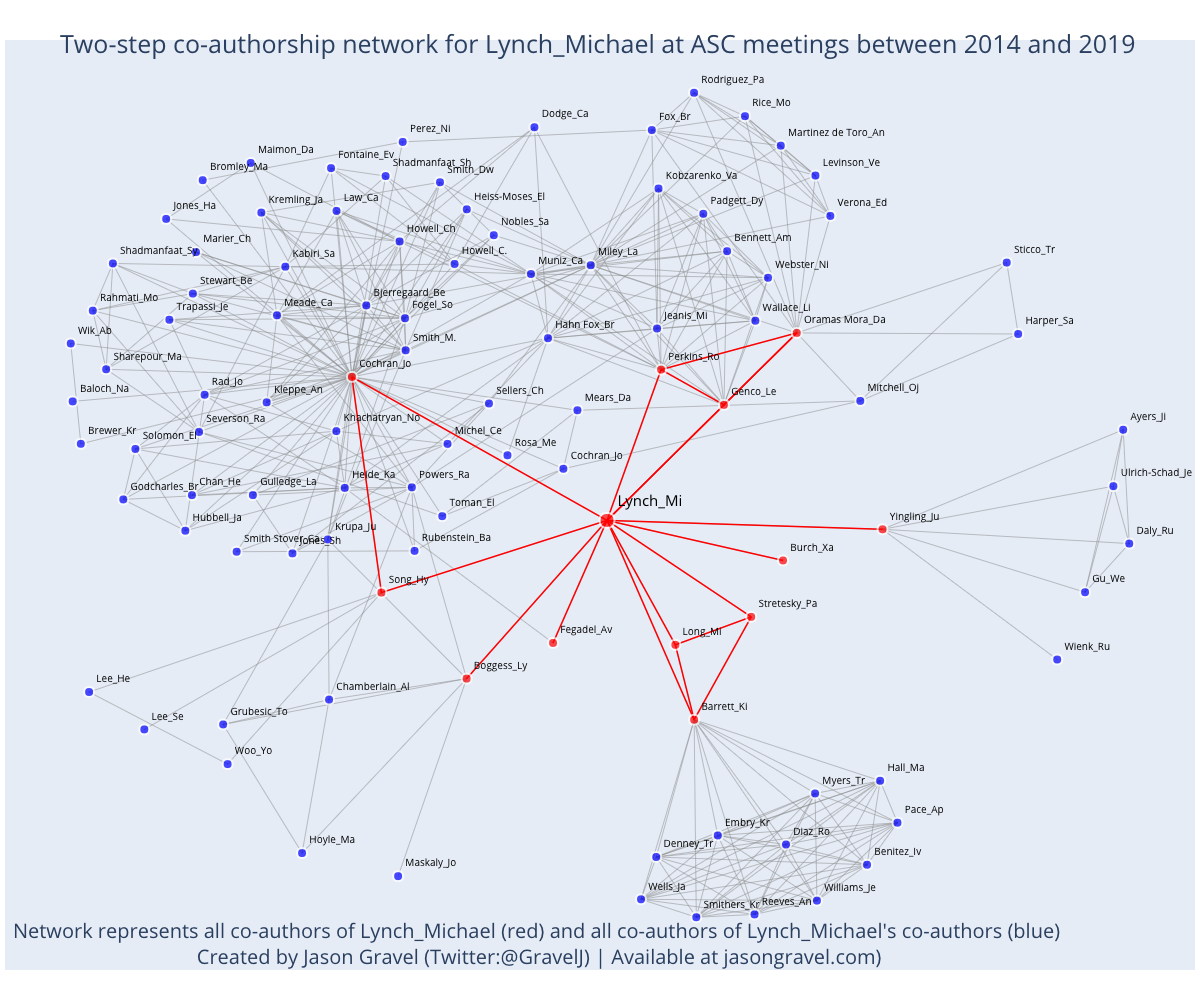 Two-step co-authorship network for Lynch_Michael at ASC meetings between 2014 and 2019
Rodriguez_Pa
Rice_Mo
Dodge_Ca
Fox_Br
Perez_Ni
Martinez de Toro_An
Maimon_Da
Fontaine_Ev
Shadmanfaat_Sh
Bromley_Ma
Smith_Dw
Levinson_Ve
Kobzarenko_Va
Kremling_Ja
Law_Ca
Heiss-Moses_El
Padgett_Dy
Verona_Ed
Jones_Ha
Nobles_Sa
Howell_Ch
Marier_Ch
Bennett_Am
Shadmanfaat_Sy
Kabiri_Sa
Howell_C.
Miley_La
Sticco_Tr
Muniz_Ca
Webster_Ni
Stewart_Be
Bjerregaard_Be
Rahmati_Mo
Trapassi_Je
Meade_Ca
Fogel_So
Wallace_Li
Jeanis_Mi
Oramas Mora_Da
Harper_Sa
Wik_Ab
Hahn Fox_Br
Smith_M.
Sharepour_Ma
Cochran_Jo
Perkins_Ro
Rad_Jo
Kleppe_An
Baloch_Na
Sellers_Ch
Mears_Da
Genco_Le
Mitchell_Oj
Severson_Ra
Khachatryan_No
Ayers_Ji
Brewer_Kr
Solomon_El
Michel_Ce
Rosa_Me
Cochran_Jo
Ulrich-Schad_Je
Godcharles_Br
Chan_He
Gulledge_La
Heide_Ka
Powers_Ra
Toman_El
Lynch_Mi
Hubbell_Ja
Krupa_Ju
Yingling_Ju
Smith Stover_Ca
Jones_Sh
Rubenstein_Ba
Burch_Xa
Daly_Ru
Song_Hy
Gu_We
Stretesky_Pa
Fegadel_Av
Long_Mi
Wienk_Ru
Boggess_Ly
Lee_He
Chamberlain_Al
Barrett_Ki
Lee_Se
Grubesic_To
Woo_Yo
Hall_Ma
Myers_Tr
Pace_Ap
Embry_Kr
Diaz_Ro
Hoyle_Ma
Denney_Tr
Benitez_Iv
Maskaly_Jo
Wells_Ja
Williams_Je
Smithers_Kr
Reeves_An
Network represents all co-authors of Lynch_Michael (red) and all co-authors of Lynch_Michael's co-authors (blue)
Created by Jason Gravel (Twitter:@GravelJ) | Available at jasongravel.com)